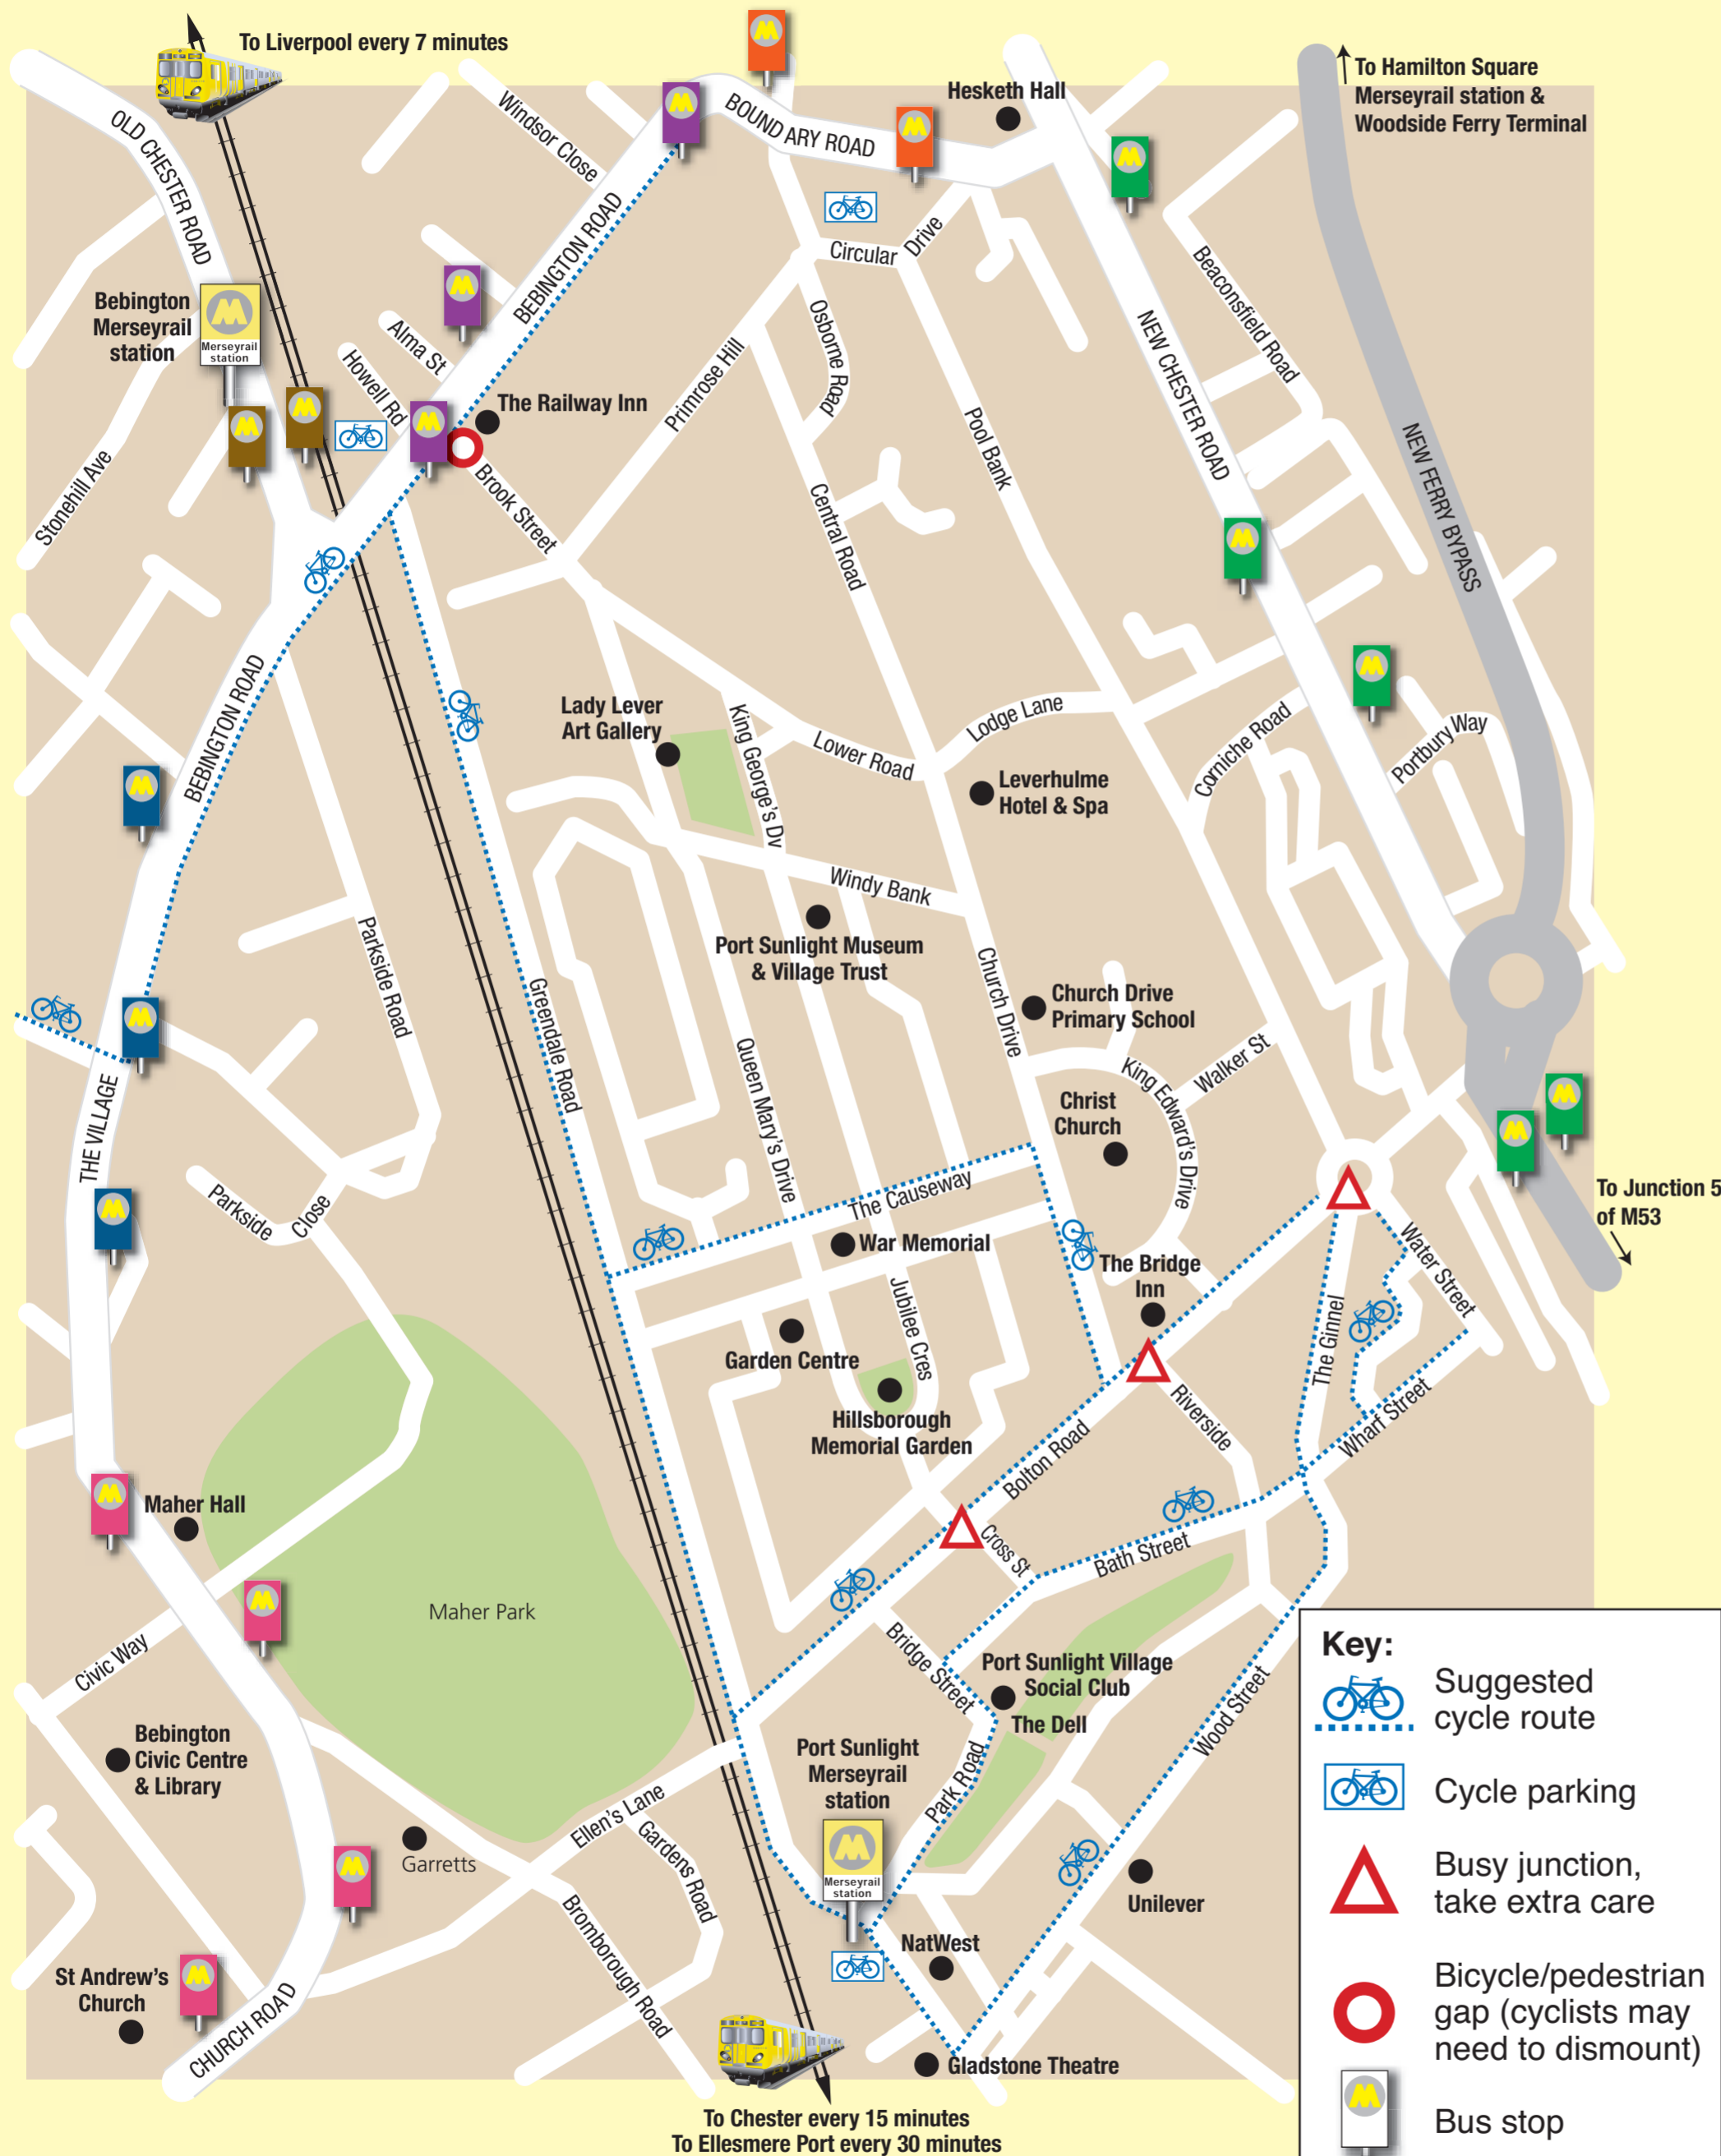 To Liverpool every 7 minutes
Hesketh Hall
To Hamilton Square
Merseyrail station &
Woodside Ferry Terminal
OLD CHESTER ROAD
Windsor Close
BOUNDARY ROAD
BEBINGTON ROAD
Circular Drive
Beaconsfield Road
Bebington
Merseyrail
station
Merseyrail
station
Alma St
Howell Rd
Osborne Road
NEW CHESTER ROAD
Primrose Hill
The Railway Inn
Pool Bank
NEW FERRY BYPASS
Stonehill Ave
Brook Street
Central Road
BEBINGTON ROAD
Lady Lever
Art Gallery
King George's Dv
Lodge Lane
Lower Road
Corniche Road
Portbury Way
Leverhulme
Hotel & Spa
Windy Bank
Port Sunlight Museum
& Village Trust
Parkside Road
Greendale Road
Church Drive
Church Drive
Primary School
Queen Mary's Drive
King Edward's Drive
Walker St
THE VILLAGE
Christ
Church
Parkside Close
The Causeway
War Memorial
To Junction 5
of M53
Water Street
The Bridge
Inn
The Ginnel
Jubilee Cres
Garden Centre
Riverside
Wharf Street
Hillsborough
Memorial Garden
Bolton Road
Maher Hall
Cross St
Bath Street
Maher Park
Civic Way
Bridge Street
Port Sunlight Village
Social Club
The Dell
Wood Street
Bebington
Civic Centre
& Library
Port Sunlight
Merseyrail
station
Merseyrail
station
Park Road
Ellen's Lane
Gardens Road
Garretts
Unilever
Bromborough Road
NatWest
St Andrew's
Church
CHURCH ROAD
Gladstone Theatre
To Chester every 15 minutes
To Ellesmere Port every 30 minutes
Key:
Suggested
cycle route
Cycle parking
Busy junction,
take extra care
Bicycle/pedestrian
gap (cyclists may
need to dismount)
Bus stop